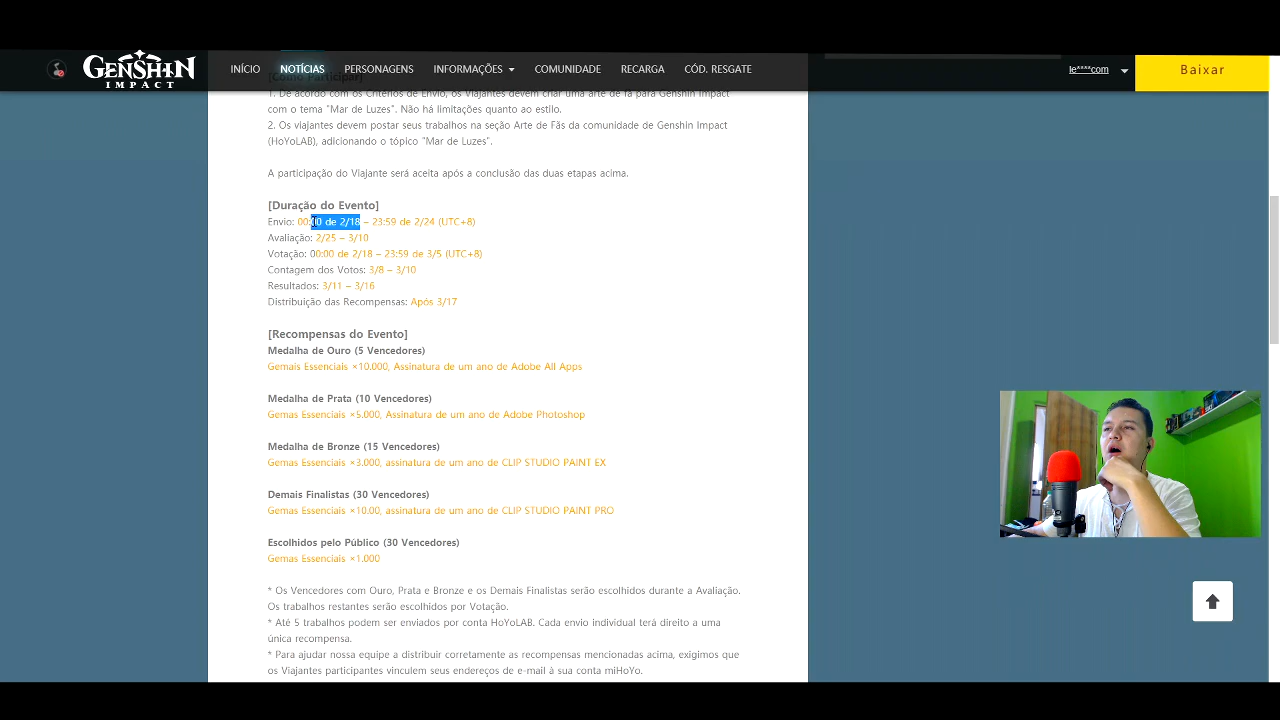 GENSHIN
IMPACT
INÍCIO NOTÍCIAS PERSONAGENS INFORMAÇÕES COMUNIDADE RECARGA CÓD. RESGATE
le****com
Baixar
[Como Participar]
1. De acordo com os Critérios de Envio, os Viajantes devem criar uma arte de fã para Genshin Impact
com o tema "Mar de Luzes". Não há limitações quanto ao estilo.
2. Os viajantes devem postar seus trabalhos na seção Arte de Fãs da comunidade de Genshin Impact
(HoYoLAB), adicionando o tópico "Mar de Luzes".
A participação do Viajante será aceita após a conclusão das duas etapas acima.
[Duração do Evento]
Envio: 00:00 de 2/18 – 23:59 de 2/24 (UTC+8)
Avaliação: 2/25 – 3/10
Votação: 00:00 de 2/18 – 23:59 de 3/5 (UTC+8)
Contagem dos Votos: 3/8 – 3/10
Resultados: 3/11 – 3/16
Distribuição das Recompensas: Após 3/17
[Recompensas do Evento]
Medalha de Ouro (5 Vencedores)
Gemais Essenciais ×10.000, Assinatura de um ano de Adobe All Apps
Medalha de Prata (10 Vencedores)
Gemas Essenciais ×5.000, Assinatura de um ano de Adobe Photoshop
Medalha de Bronze (15 Vencedores)
Gemas Essenciais ×3.000, assinatura de um ano de CLIP STUDIO PAINT EX
Demais Finalistas (30 Vencedores)
Gemas Essenciais ×10.00, assinatura de um ano de CLIP STUDIO PAINT PRO
Escolhidos pelo Público (30 Vencedores)
Gemas Essenciais ×1.000
* Os Vencedores com Ouro, Prata e Bronze e os Demais Finalistas serão escolhidos durante a Avaliação.
Os trabalhos restantes serão escolhidos por Votação.
* Até 5 trabalhos podem ser enviados por conta HoYoLAB. Cada envio individual terá direito a uma
única recompensa.
* Para ajudar nossa equipe a distribuir corretamente as recompensas mencionadas acima, exigimos que
os Viajantes participantes vinculem seus endereços de e-mail à sua conta miHoYo.